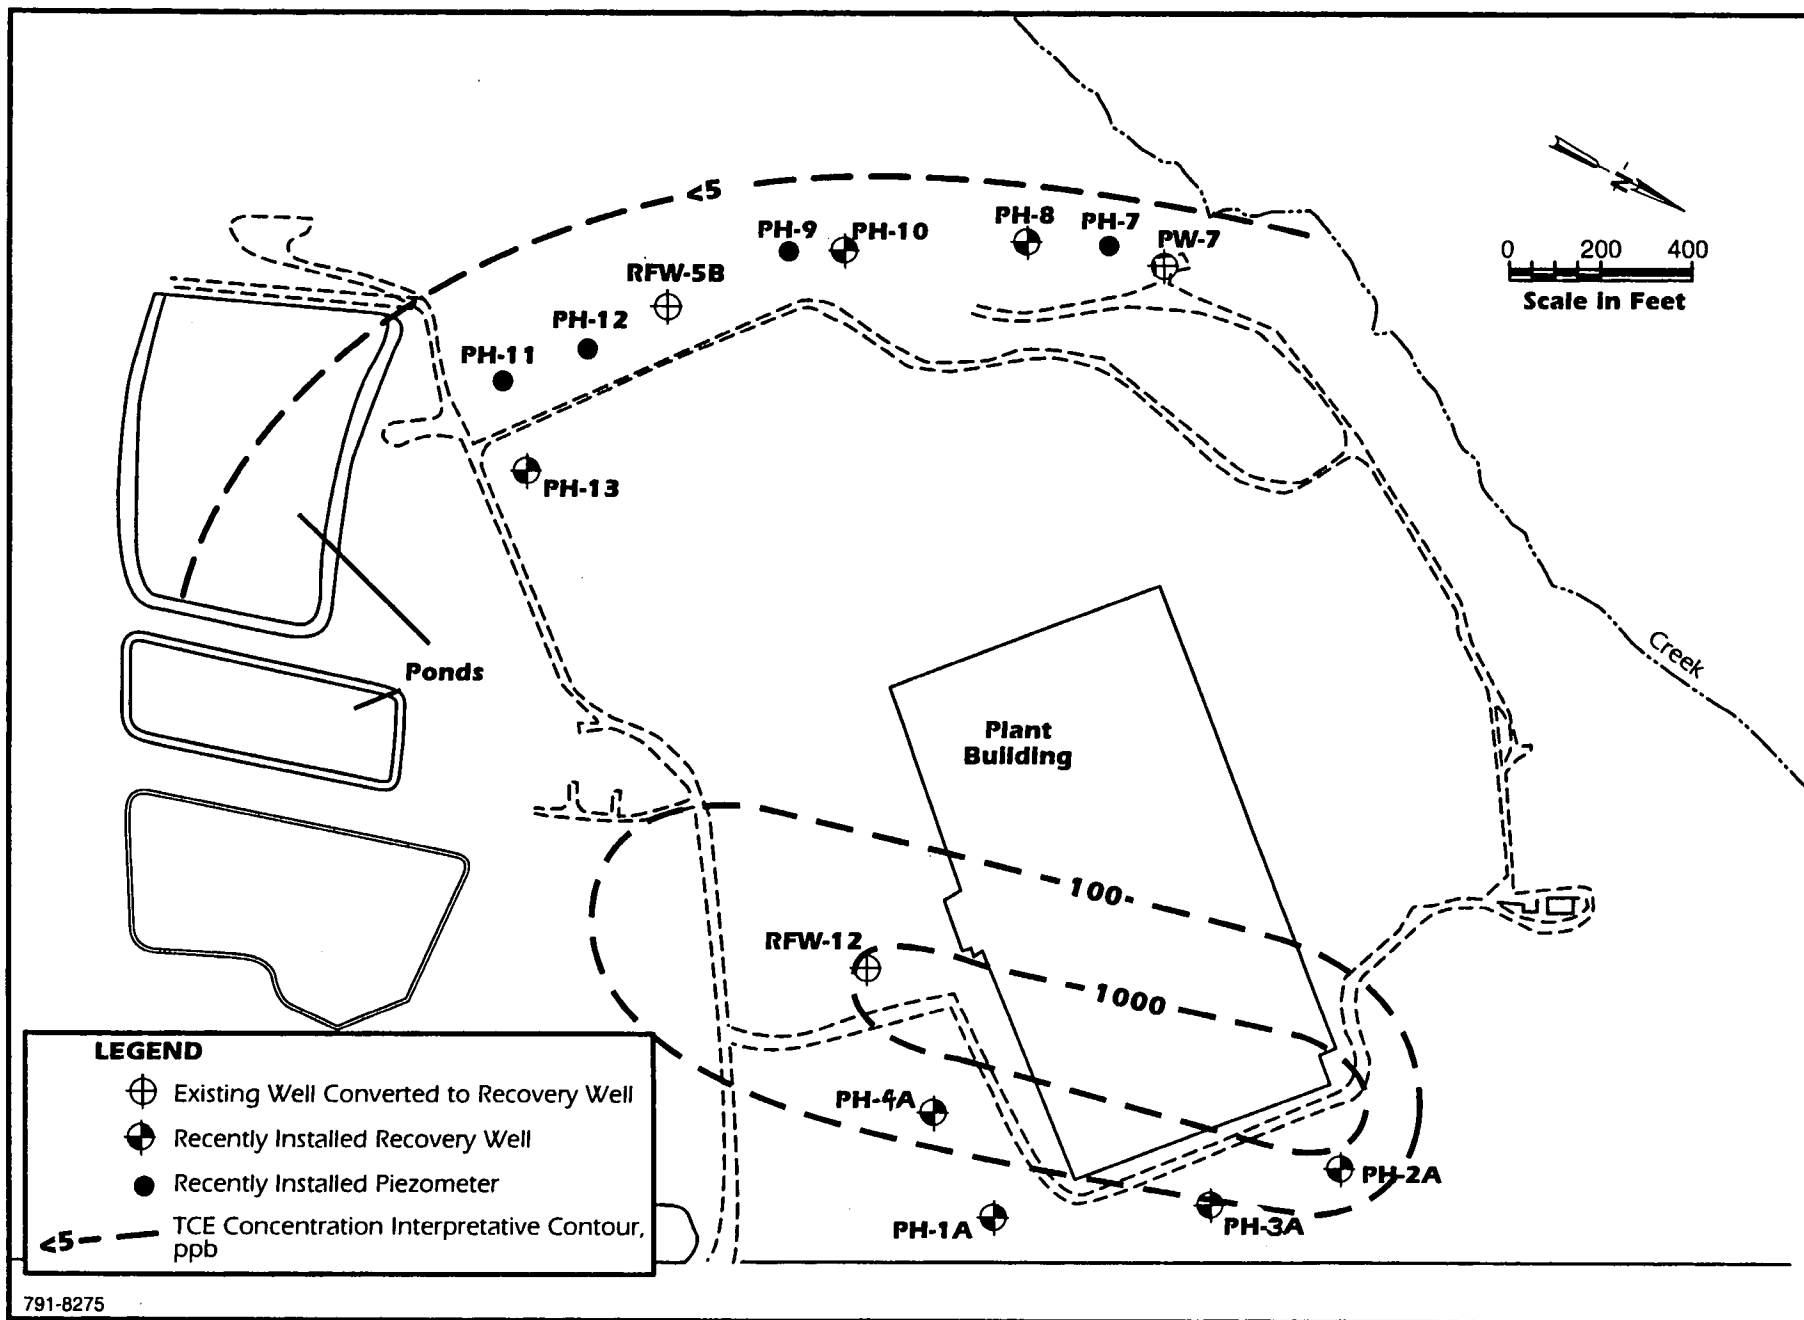 <5
PH-8
PH-7
PH-9
PH-10
PW-7
RFW-5B
PH-12
PH-11
PH-13
N
0 200 400
Scale in Feet
Creek
Ponds
Plant
Building
100
RFW-12
1000
PH-4A
PH-2A
PH-1A
PH-3A
LEGEND
Existing Well Converted to Recovery Well
Recently Installed Recovery Well
Recently Installed Piezometer
<5 TCE Concentration Interpretative Contour,
ppb
791-8275